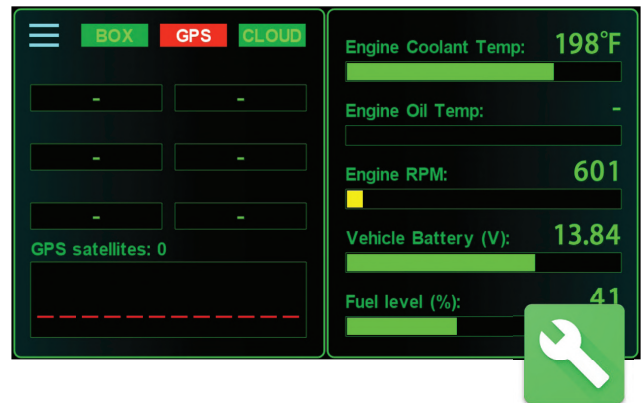 BOX GPS CLOUD
-
-
-
-
-
-
GPS satellites: 0
Engine Coolant Temp: 198°F
Engine Oil Temp: -
Engine RPM: 601
Vehicle Battery (V): 13.84
Fuel level (%): 41